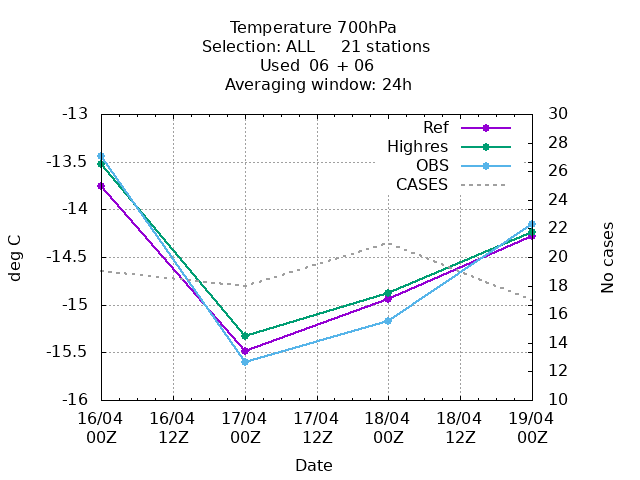 Temperature 700hPa
Selection: ALL 21 stations
Used 06 + 06
Averaging window: 24h
Ref
Highres
OBS
CASES
-13
-13.5
-14
-14.5
-15
-15.5
-16
30
28
26
24
22
20
18
16
14
12
10
deg C
No cases
16/04 16/04 17/04 17/04 18/04 18/04 19/04
00Z 12Z 00Z 12Z 00Z 12Z 00Z
Date